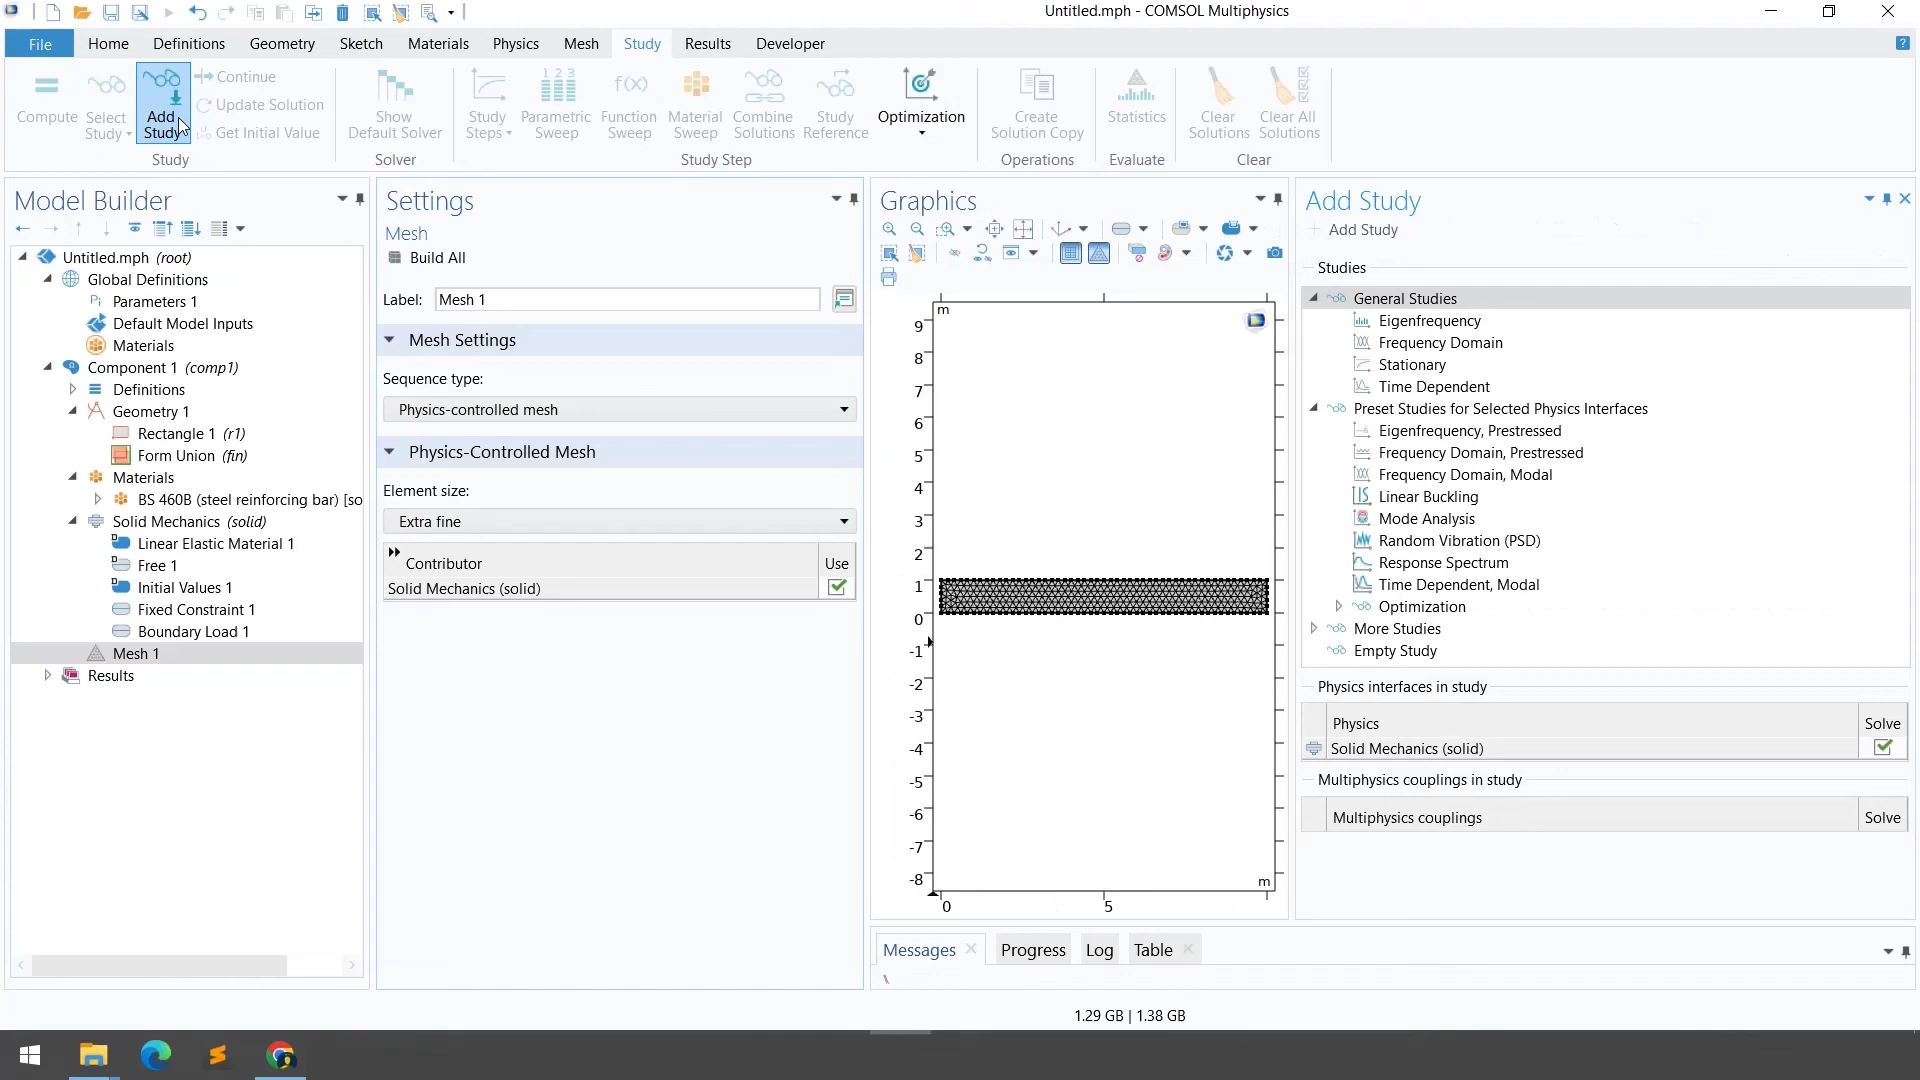 Untitled.mph - COMSOL Multiphysics
File Home Definitions Geometry Sketch Materials Physics Mesh Study Results Developer
Compute
Select Study
Add Study
Continue
Update Solution
Get Initial Value
Study
Show Default Solver
Solver
Study Steps
1 2 3
Parametric Sweep
f(x)
Function Sweep
Material Sweep
Combine Solutions
Study Reference
Optimization
Study Step
Create Solution Copy
Operations
Statistics
Evaluate
Clear Solutions
Clear All Solutions
Clear
Model Builder
Untitled.mph (root)
Global Definitions
Pi Parameters 1
Default Model Inputs
Materials
Component 1 (comp1)
Definitions
Geometry 1
Rectangle 1 (r1)
Form Union (fin)
Materials
BS 460B (steel reinforcing bar) [so
Solid Mechanics (solid)
Linear Elastic Material 1
Free 1
Initial Values 1
Fixed Constraint 1
Boundary Load 1
Mesh 1
Results
Settings
Mesh
Build All
Label: Mesh 1
Mesh Settings
Sequence type:
Physics-controlled mesh
Physics-Controlled Mesh
Element size:
Extra fine
Contributor Use
Solid Mechanics (solid)
Graphics
m
9
8
7
6
5
4
3
2
1
0
-1
-2
-3
-4
-5
-6
-7
-8
m
0 5
Add Study
Add Study
Studies
General Studies
Eigenfrequency
Frequency Domain
Stationary
Time Dependent
Preset Studies for Selected Physics Interfaces
Eigenfrequency, Prestressed
Frequency Domain, Prestressed
Frequency Domain, Modal
Linear Buckling
Mode Analysis
Random Vibration (PSD)
Response Spectrum
Time Dependent, Modal
Optimization
More Studies
Empty Study
Physics interfaces in study
Physics Solve
Solid Mechanics (solid)
Multiphysics couplings in study
Multiphysics couplings Solve
Messages Progress Log Table
1.29 GB | 1.38 GB